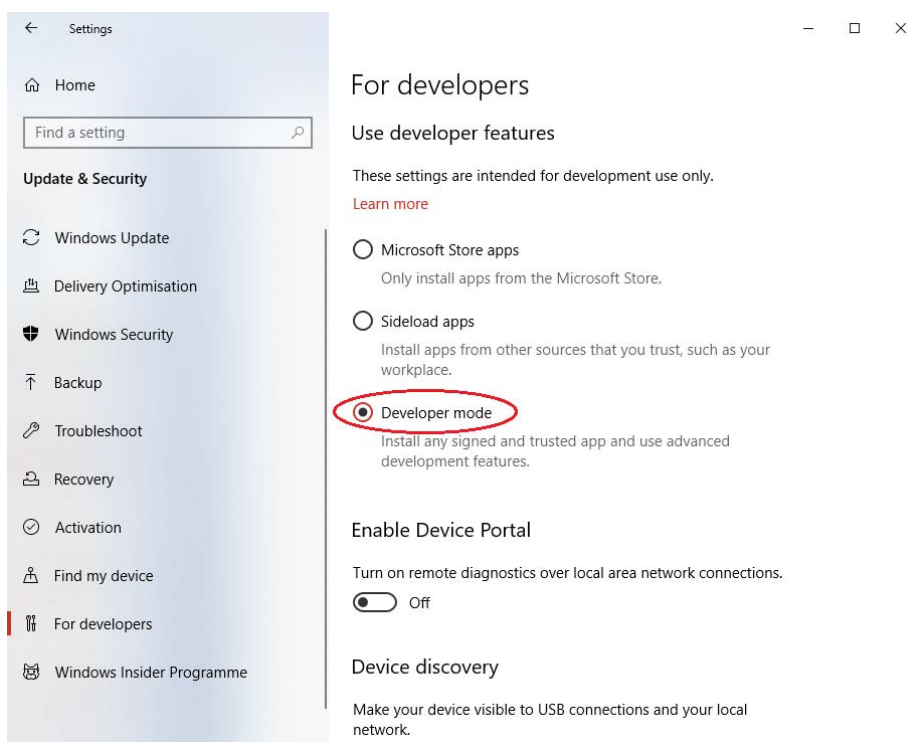 Settings
Home
Find a setting
Update & Security
Windows Update
Delivery Optimisation
Windows Security
Backup
Troubleshoot
Recovery
Activation
Find my device
For developers
Windows Insider Programme
For developers
Use developer features
These settings are intended for development use only.
Learn more
Microsoft Store apps
Only install apps from the Microsoft Store.
Sideload apps
Install apps from other sources that you trust, such as your
workplace.
Developer mode
Install any signed and trusted app and use advanced
development features.
Enable Device Portal
Turn on remote diagnostics over local area network connections.
Off
Device discovery
Make your device visible to USB connections and your local
network.